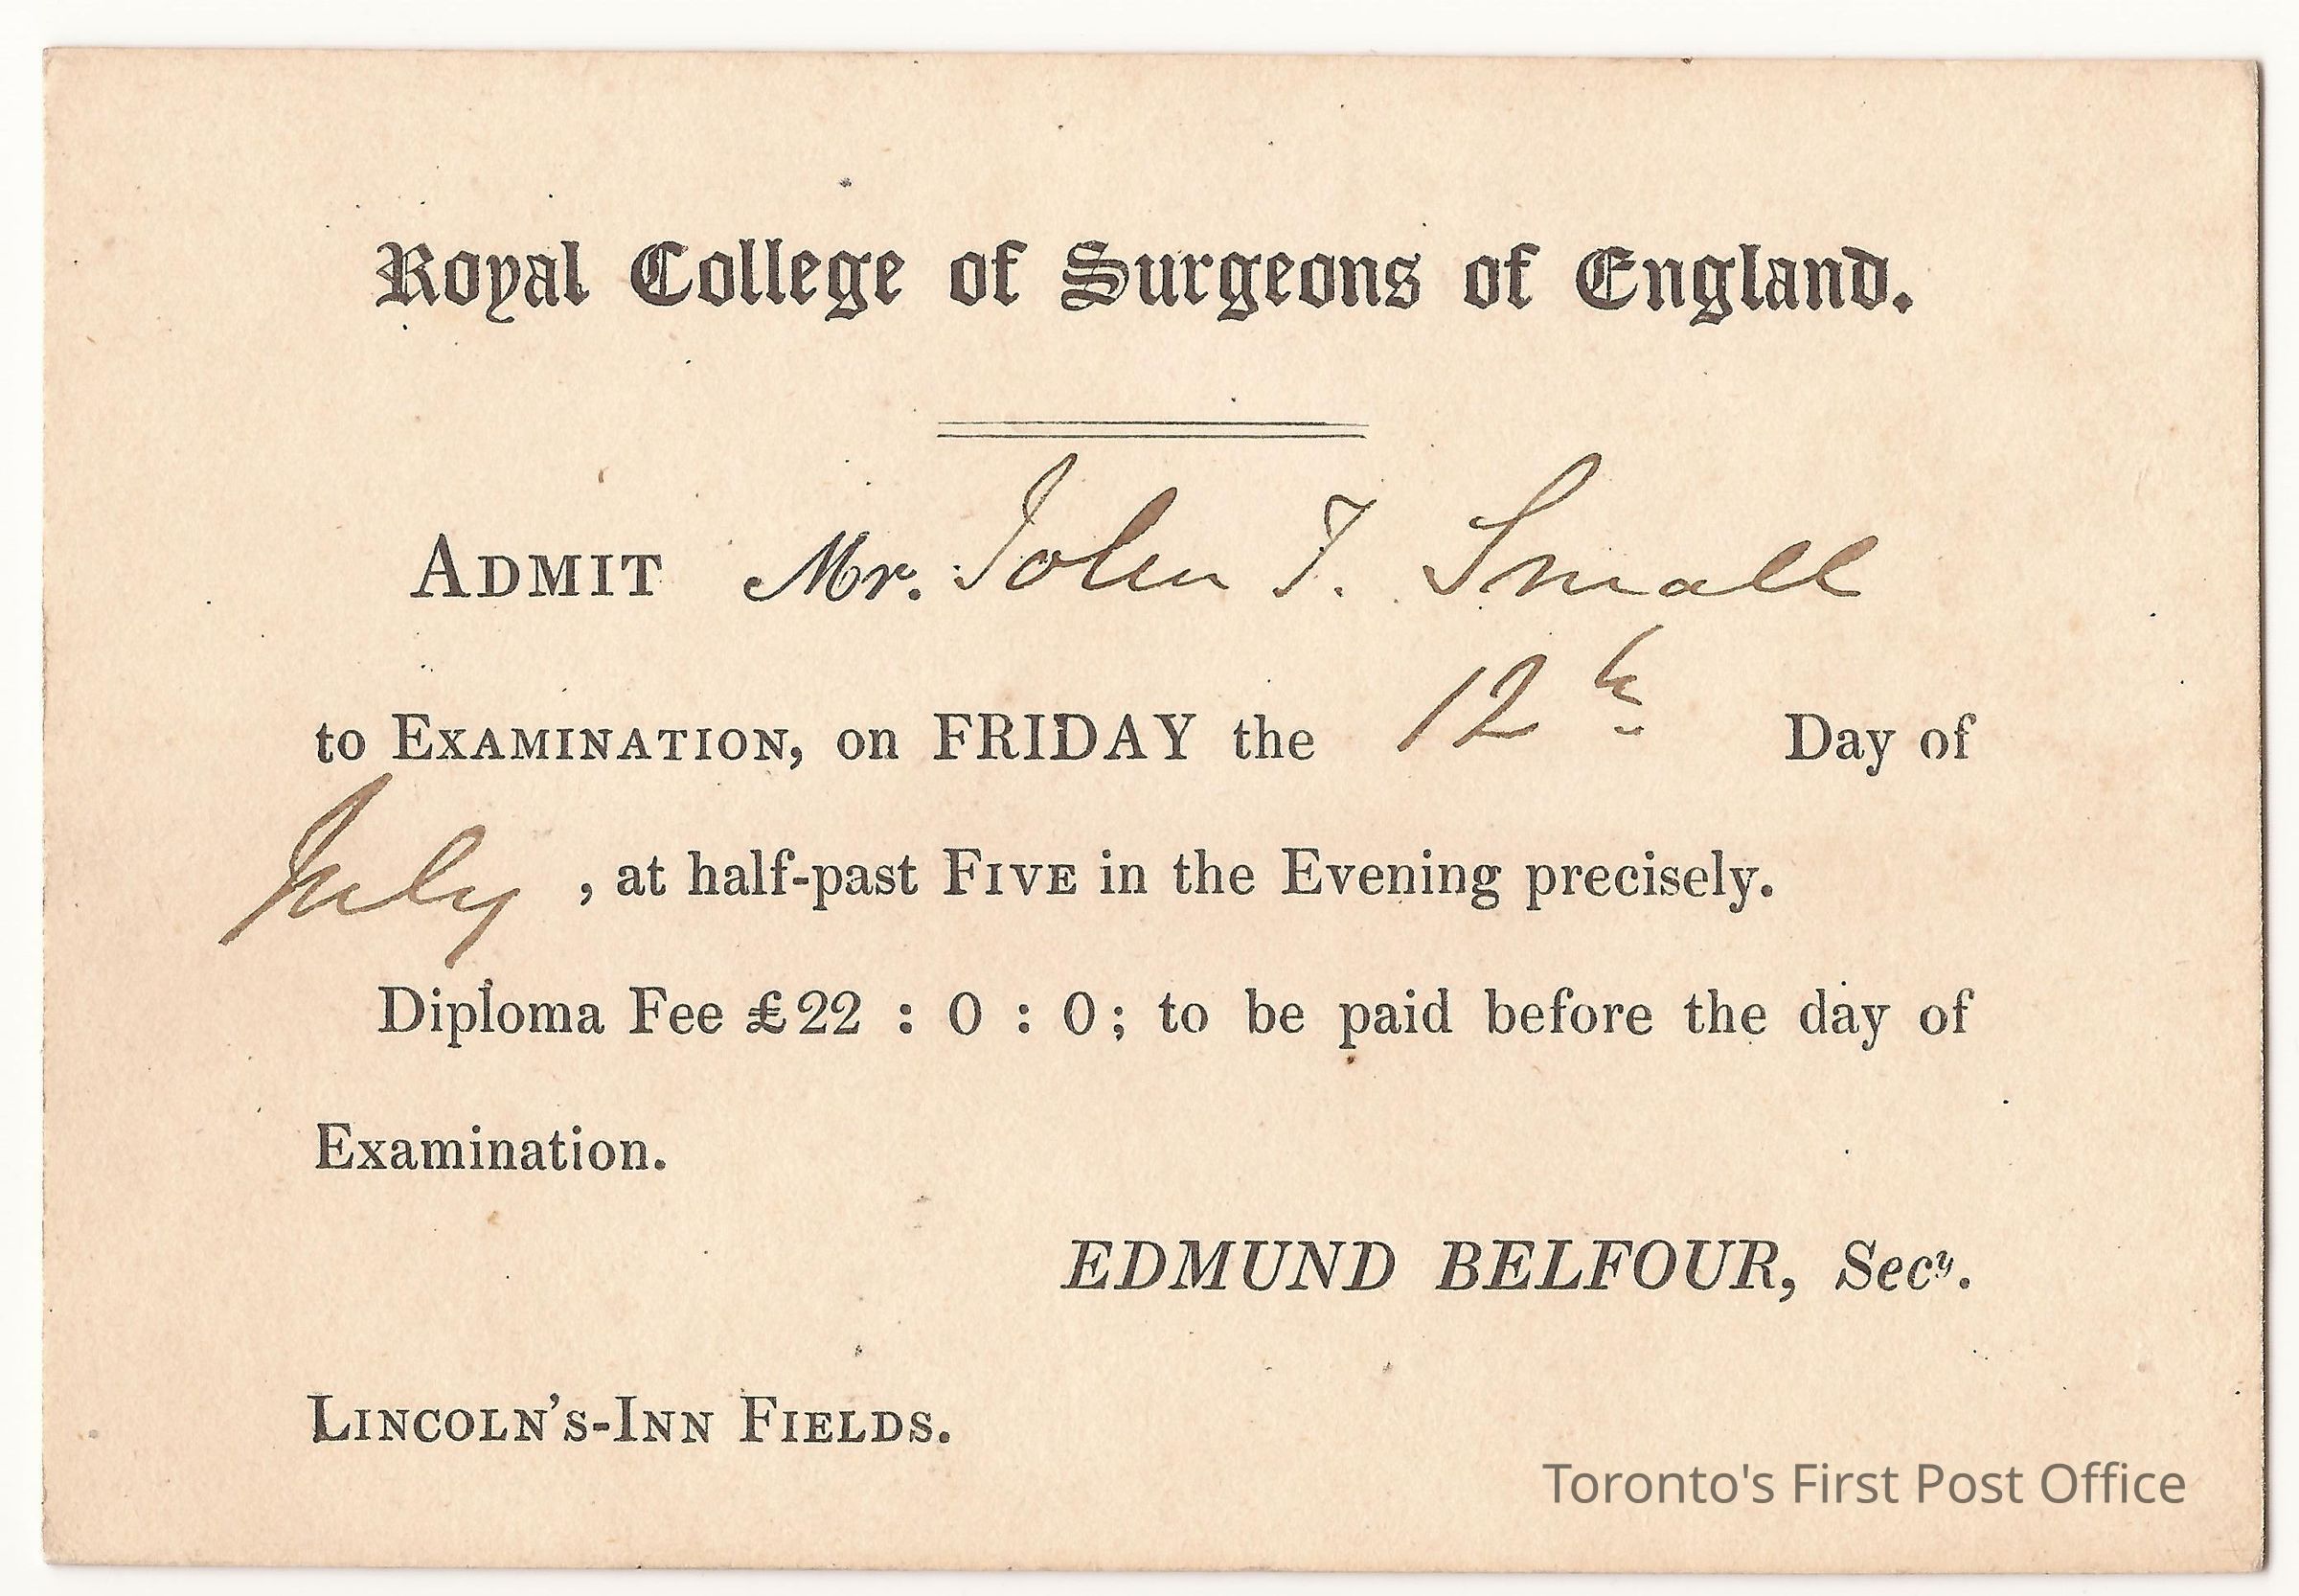 Royal College of Surgeons of England.
ADMIT Mr. John T. Small
to EXAMINATION, on FRIDAY the 12th Day of
July, at half-past FIVE in the Evening precisely.
Diploma Fee £22 : 0 : 0; to be paid before the day of
Examination.
EDMUND BELFOUR, Secy.
LINCOLN'S-INN FIELDS.
Toronto's First Post Office